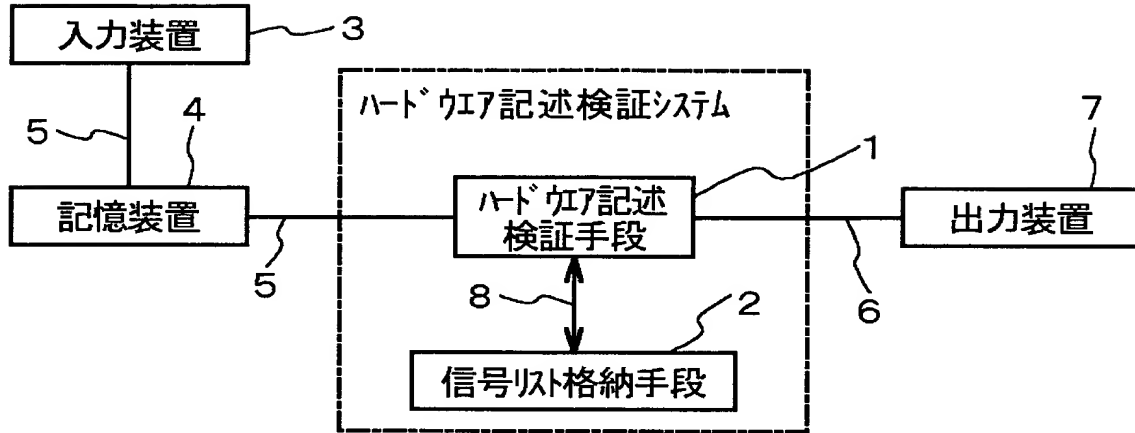 入力装置
3
ハードウエア記述検証システム
5
4
1
7
記憶装置
ハードウエア記述
検証手段
出力装置
5
8
6
2
信号リスト格納手段